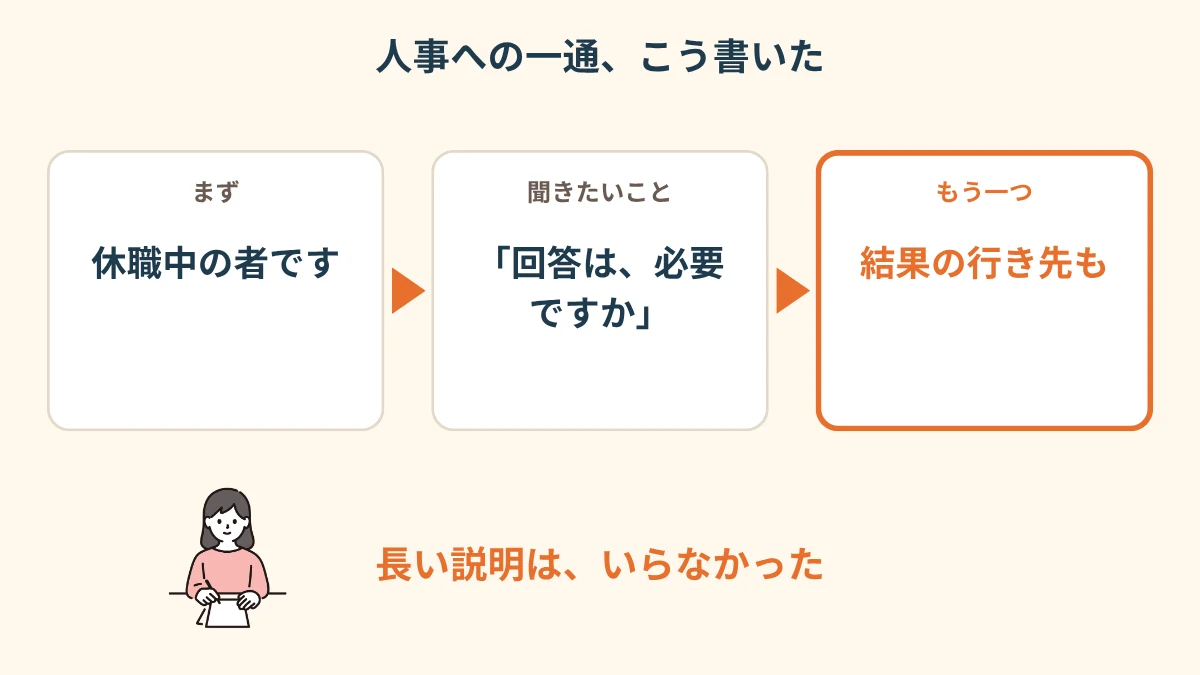 人事への一通、こう書いた
まず
休職中の者です
聞きたいこと
「回答は、必要
ですか」
もう一つ
結果の行き先も
長い説明は、いらなかった